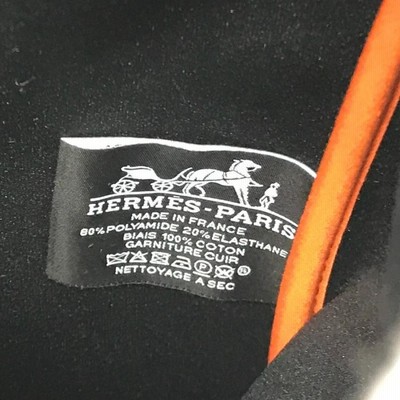 HERMÈS-PARIS
MADE IN FRANCE
80% POLYAMIDE 20% ELASTHANE
BIAIS 100% COTON
GARNITURE CUIR
NETTOYAGE A SEC